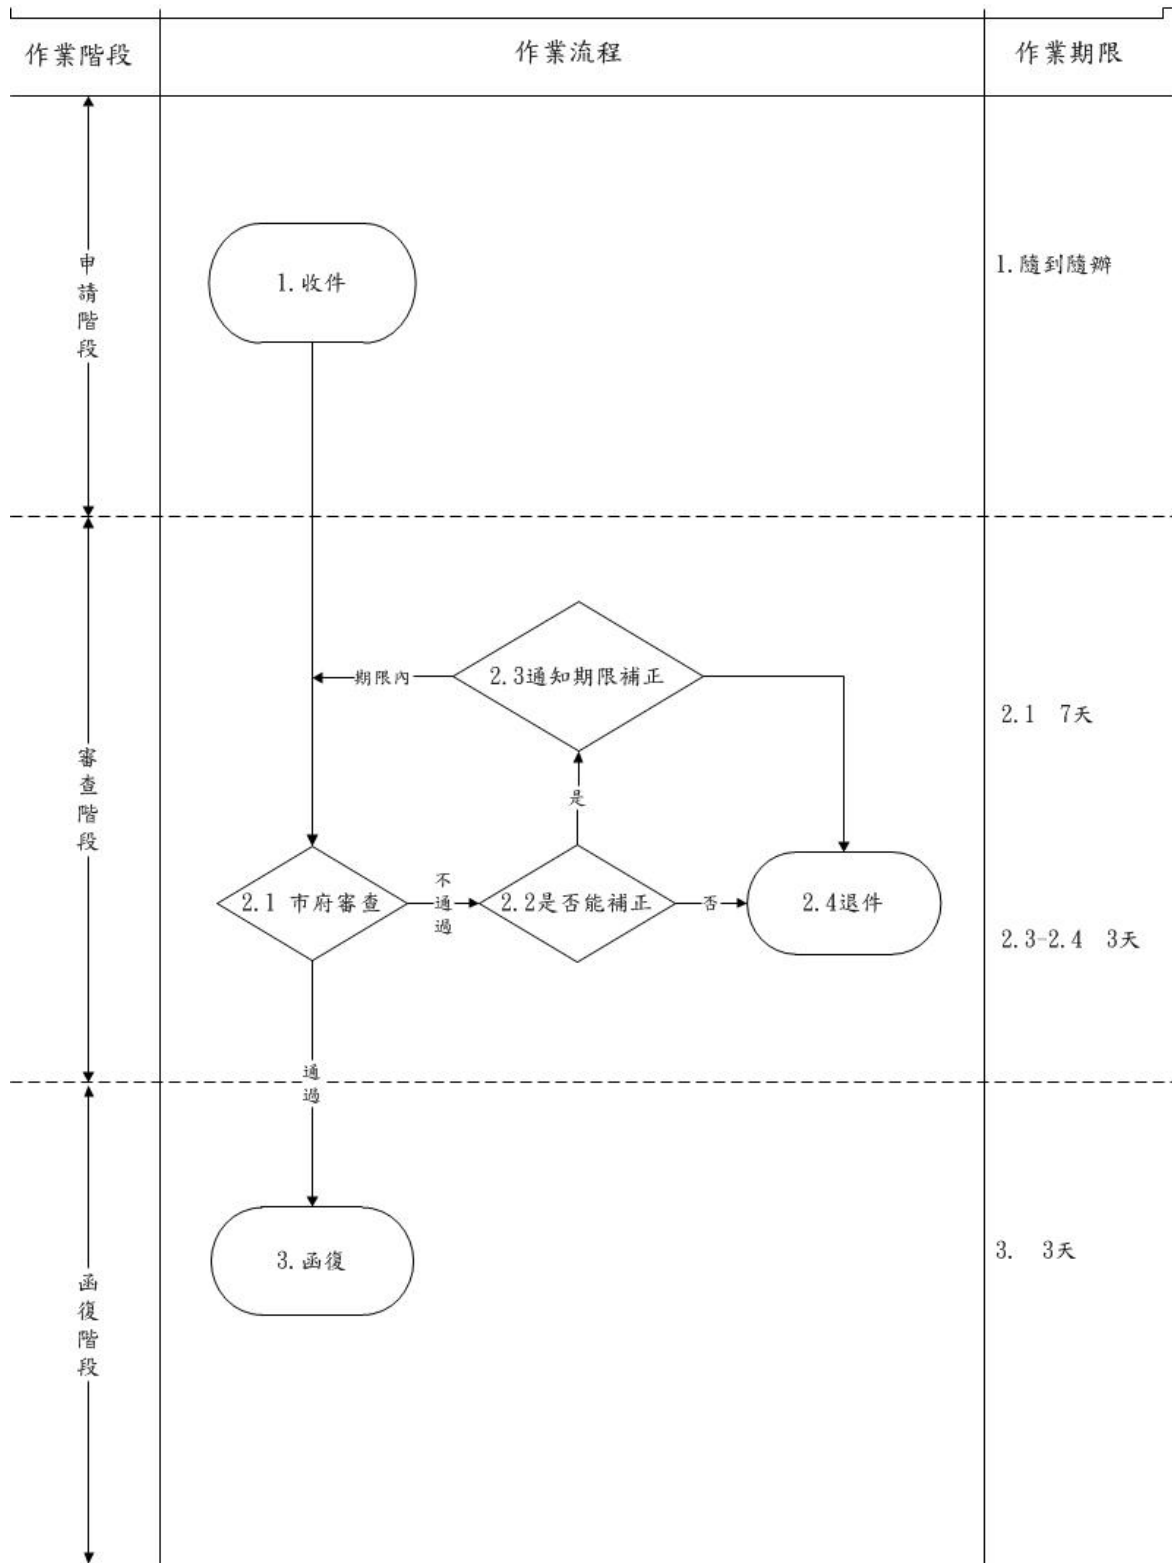 作業階段
作業流程
作業期限
申請階段
1.收件
1.隨到隨辦
審查階段
2.3通知期限補正
期限內
2.1 7天
是
2.1 市府審查
不通過
2.2是否能補正
否
2.4退件
2.3-2.4 3天
通過
函復階段
3.函復
3. 3天